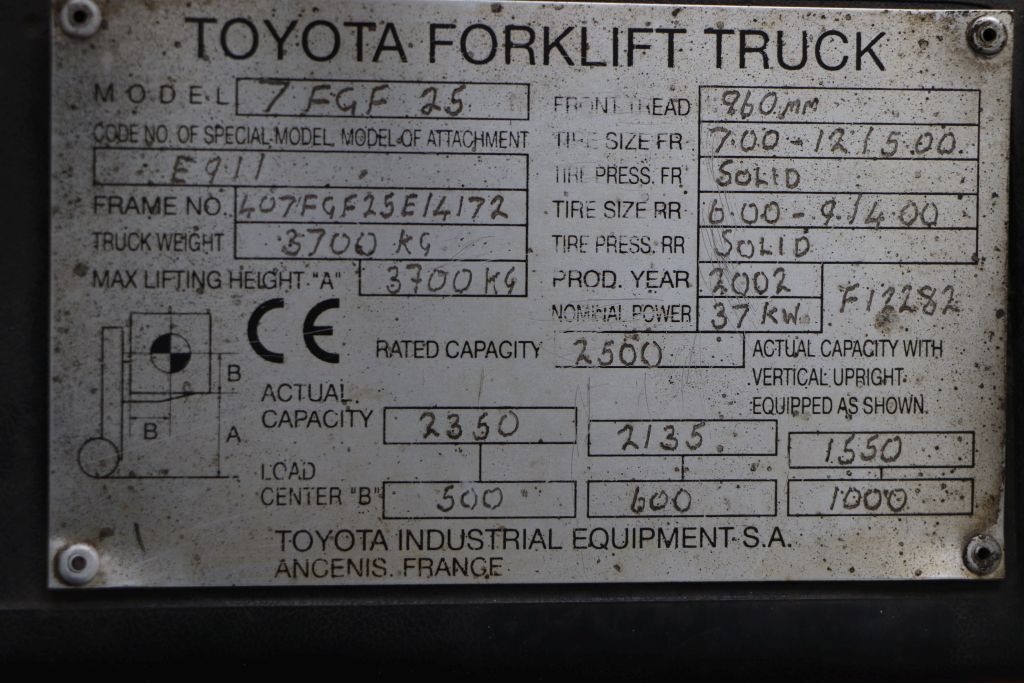 TOYOTA FORKLIFT TRUCK
MODEL 7FGF 25
CODE NO. OF SPECIAL MODEL, MODEL OF ATTACHMENT
E911
FRAME NO. 407FGF25E14172
TRUCK WEIGHT 3700 KG
MAX LIFTING HEIGHT "A" 3700 KG
FRONT TREAD 960mm
TIRE SIZE FR 7.00-12/5.00.
TIRE PRESS. FR SOLID
TIRE SIZE RR 6.00-9/4.00
TIRE PRESS. RR SOLID
PROD. YEAR 2002
NOMINAL POWER 37 KW
F12282
CE
RATED CAPACITY 2500
ACTUAL CAPACITY WITH
VERTICAL UPRIGHT
EQUIPPED AS SHOWN.
B
B
A
ACTUAL
CAPACITY 2350 2135 1550
LOAD
CENTER "B" 500 600 1000
TOYOTA INDUSTRIAL EQUIPMENT S.A.
ANCENIS. FRANCE